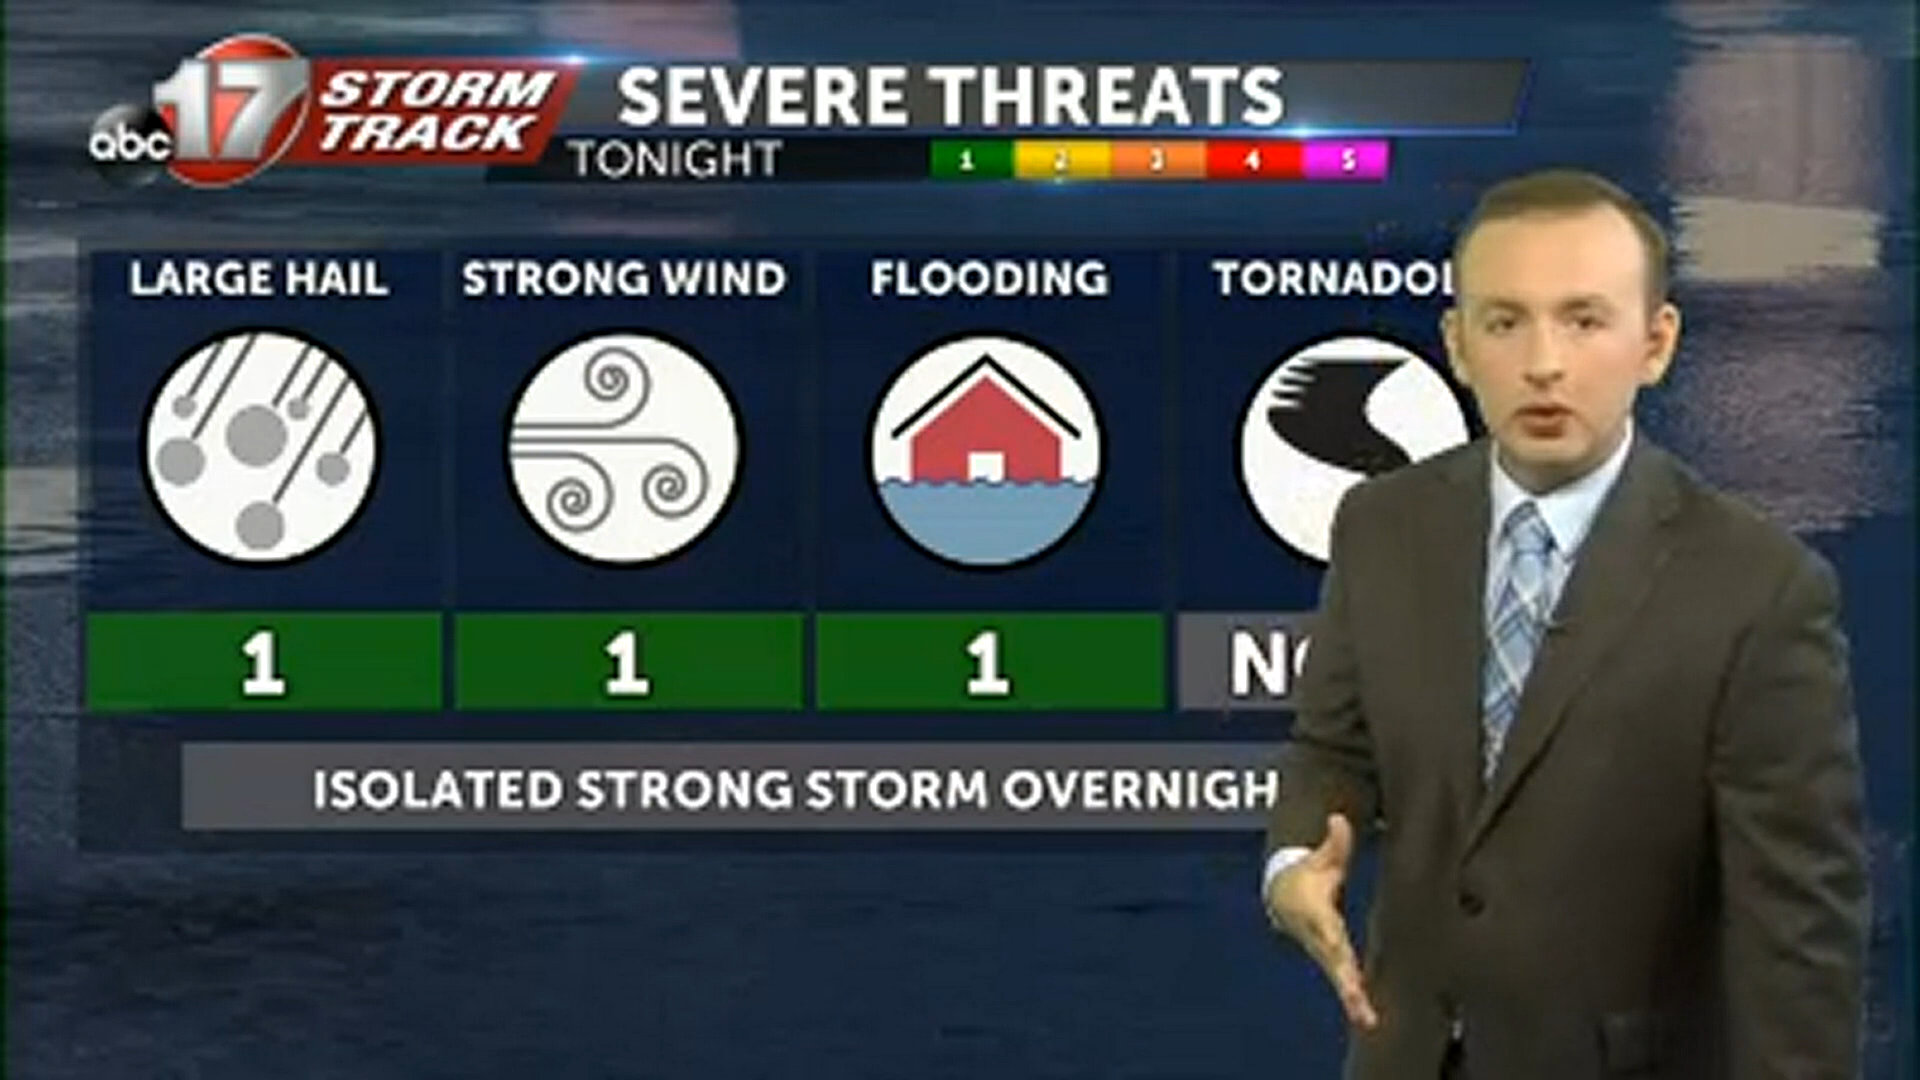 abc 17 STORM TRACK
SEVERE THREATS
TONIGHT 1 2 3 4 5
LARGE HAIL STRONG WIND FLOODING
1 1 1
ISOLATED STRONG STORM